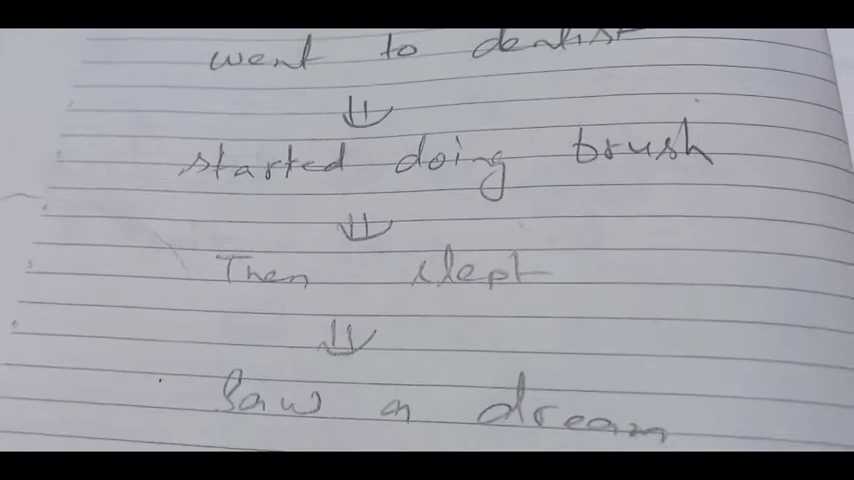 went to dentist
⇓
started doing brush
⇓
Then slept
⇓
Saw a dream